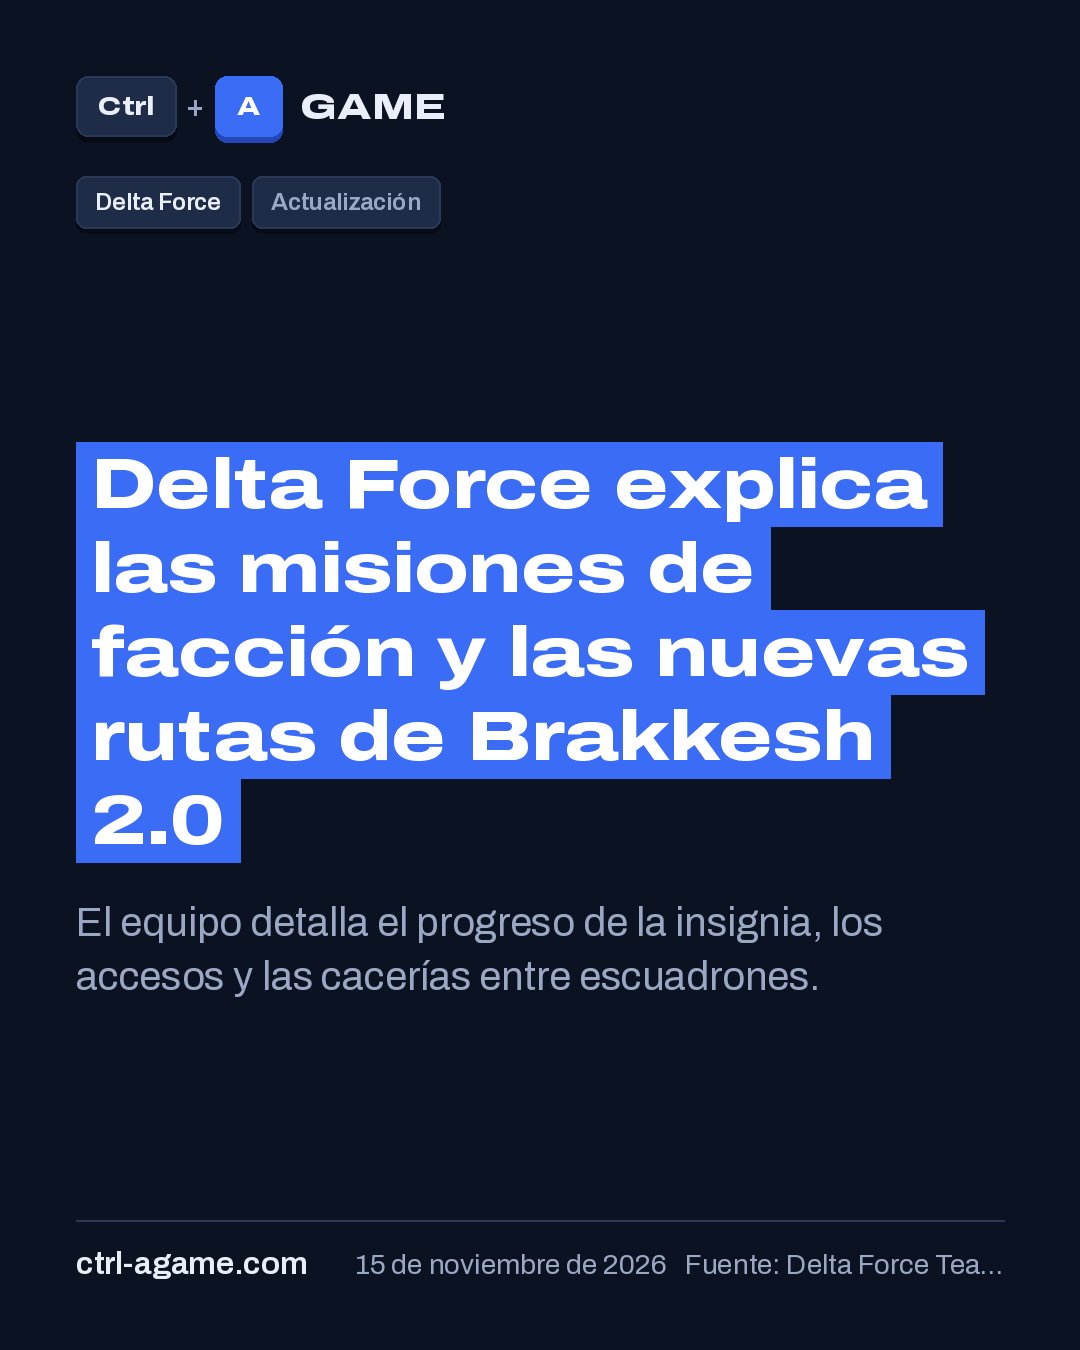 Ctrl + A GAME
Delta Force Actualización
Delta Force explica
las misiones de
facción y las nuevas
rutas de Brakkesh
2.0
El equipo detalla el progreso de la insignia, los
accesos y las cacerías entre escuadrones.
ctrl-agame.com 15 de noviembre de 2026 Fuente: Delta Force Tea...